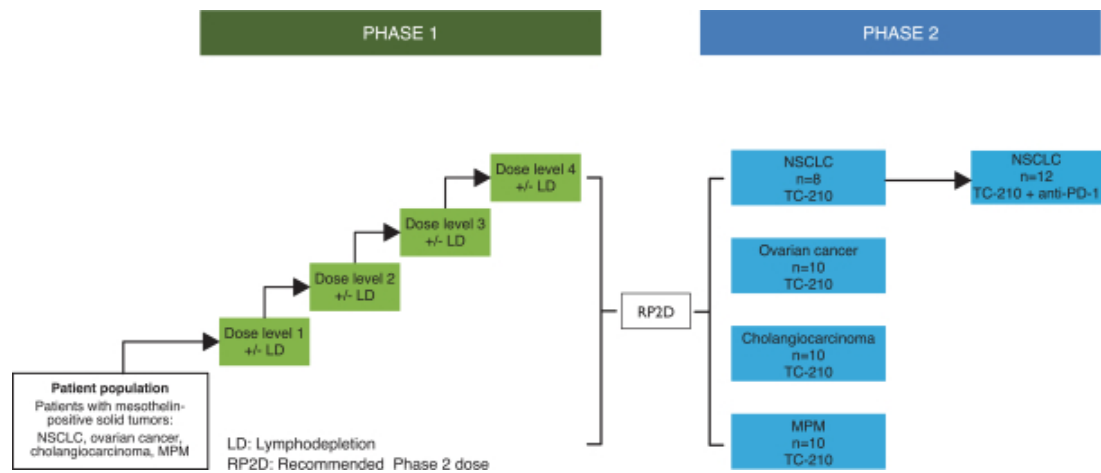 PHASE 1
PHASE 2
Dose level 4
+/- LD
Dose level 3
+/- LD
Dose level 2
+/- LD
Dose level 1
+/- LD
Patient population
Patients with mesothelin-
positive solid tumors:
NSCLC, ovarian cancer,
cholangiocarcinoma, MPM
LD: Lymphodepletion
RP2D: Recommended Phase 2 dose
RP2D
NSCLC
n=8
TC-210
NSCLC
n=12
TC-210 + anti-PD-1
Ovarian cancer
n=10
TC-210
Cholangiocarcinoma
n=10
TC-210
MPM
n=10
TC-210